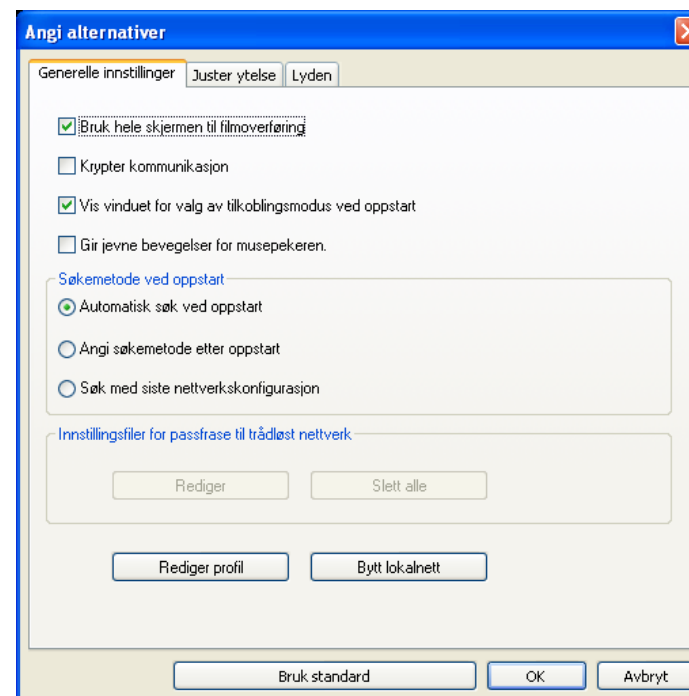 Angi alternativer
Generelle innstillinger Juster ytelse Lyden
Bruk hele skjermen til filmoverføring
Krypter kommunikasjon
Vis vinduet for valg av tilkoblingsmodus ved oppstart
Gir jevne bevegelser for musepekeren.
Søkemetode ved oppstart
Automatisk søk ved oppstart
Angi søkemetode etter oppstart
Søk med siste nettverkskonfigurasjon
Innstillingsfiler for passfrase til trådløst nettverk
Rediger Slett alle
Rediger profil Bytt lokalnett
Bruk standard OK Avbryt